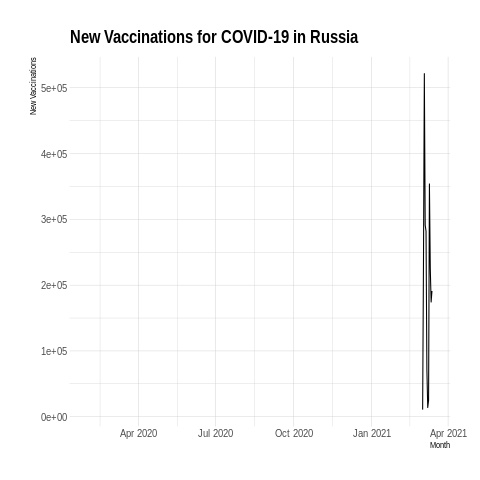 New Vaccinations for COVID-19 in Russia
New Vaccinations
5e+05
4e+05
3e+05
2e+05
1e+05
0e+00
Apr 2020 Jul 2020 Oct 2020 Jan 2021 Apr 2021
Month